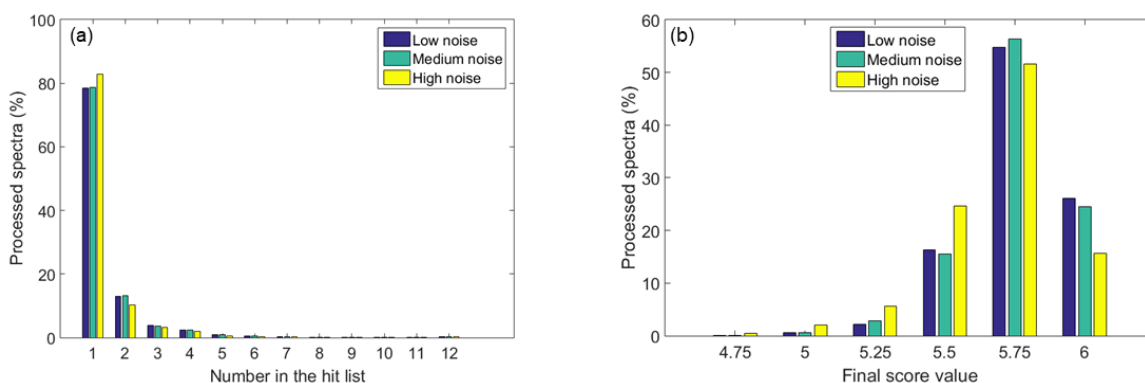 (a)
100
80
60
40
20
0
Processed spectra (%)
Low noise
Medium noise
High noise
1 2 3 4 5 6 7 8 9 10 11 12
Number in the hit list
(b)
60
50
40
30
20
10
0
Processed spectra (%)
Low noise
Medium noise
High noise
4.75 5 5.25 5.5 5.75 6
Final score value